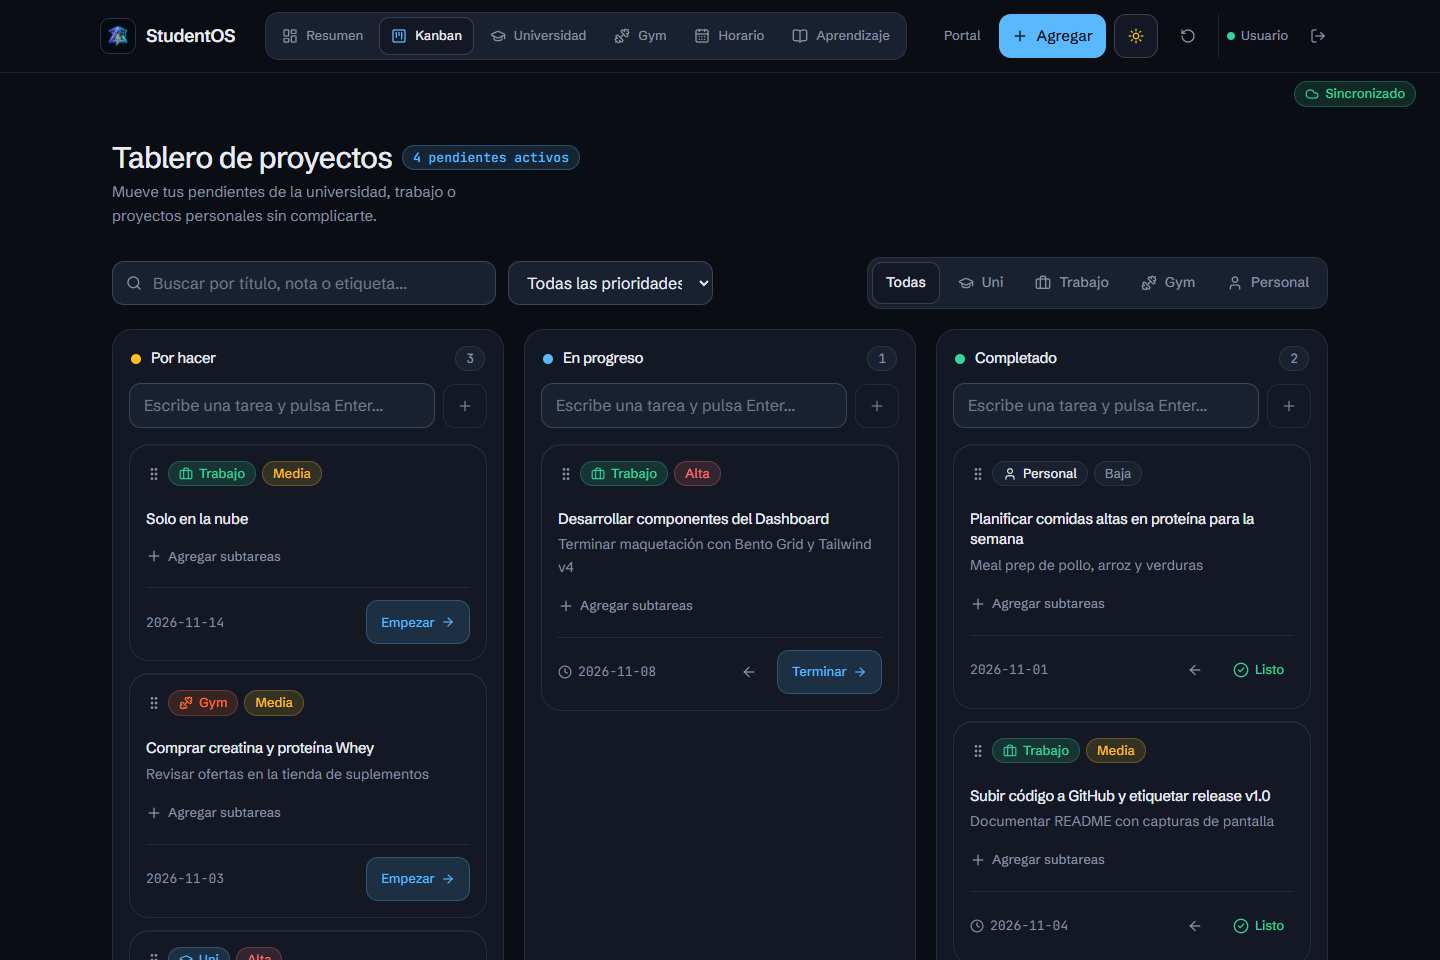 StudentOS
Resumen
Kanban
Universidad
Gym
Horario
Aprendizaje
Portal
Agregar
Usuario
Sincronizado
Tablero de proyectos
4 pendientes activos
Mueve tus pendientes de la universidad, trabajo o
proyectos personales sin complicarte.
Buscar por título, nota o etiqueta...
Todas las prioridades
Todas
Uni
Trabajo
Gym
Personal
Por hacer
3
Escribe una tarea y pulsa Enter...
Trabajo
Media
Solo en la nube
Agregar subtareas
2026-11-14
Empezar
Gym
Media
Comprar creatina y proteína Whey
Revisar ofertas en la tienda de suplementos
Agregar subtareas
2026-11-03
Empezar
Uni
Alta
En progreso
1
Escribe una tarea y pulsa Enter...
Trabajo
Alta
Desarrollar componentes del Dashboard
Terminar maquetación con Bento Grid y Tailwind
v4
Agregar subtareas
2026-11-08
Terminar
Completado
2
Escribe una tarea y pulsa Enter...
Personal
Baja
Planificar comidas altas en proteína para la
semana
Meal prep de pollo, arroz y verduras
Agregar subtareas
2026-11-01
Listo
Trabajo
Media
Subir código a GitHub y etiquetar release v1.0
Documentar README con capturas de pantalla
Agregar subtareas
2026-11-04
Listo